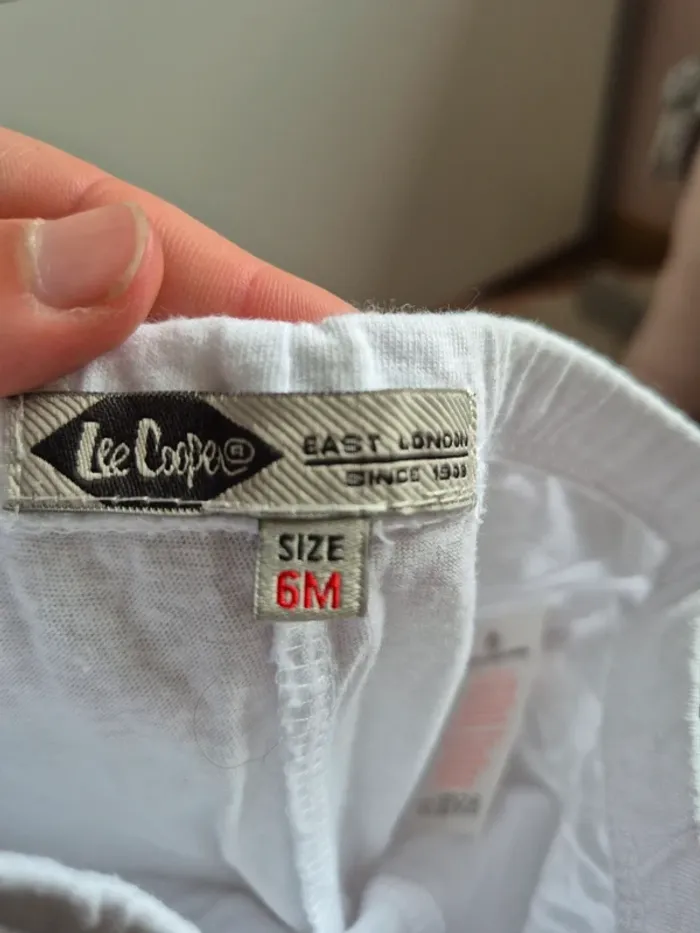 Lee Cooper®
EAST LONDON
SINCE 1908
SIZE
6M